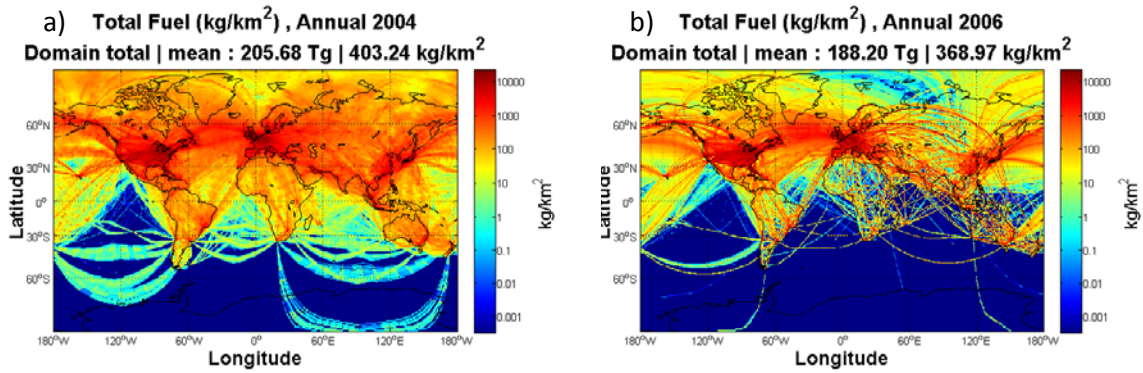 a) Total Fuel (kg/km²) , Annual 2004
Domain total | mean : 205.68 Tg | 403.24 kg/km²
10000
1000
100
10
1
0.1
0.01
0.001
kg/km²
60°N
30°N
0°
30°S
60°S
Latitude
180°W 120°W 60°W 0° 60°E 120°E 180°W
Longitude
b) Total Fuel (kg/km²) , Annual 2006
Domain total | mean : 188.20 Tg | 368.97 kg/km²
10000
1000
100
10
1
0.1
0.01
0.001
kg/km²
60°N
30°N
0°
30°S
60°S
Latitude
180°W 120°W 60°W 0° 60°E 120°E 180°W
Longitude